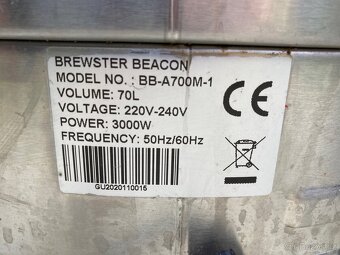 BREWSTER BEACON
MODEL NO. : BB-A700M-1
VOLUME: 70L
VOLTAGE: 220V-240V
POWER: 3000W
FREQUENCY: 50Hz/60Hz
CE
GU2020110015